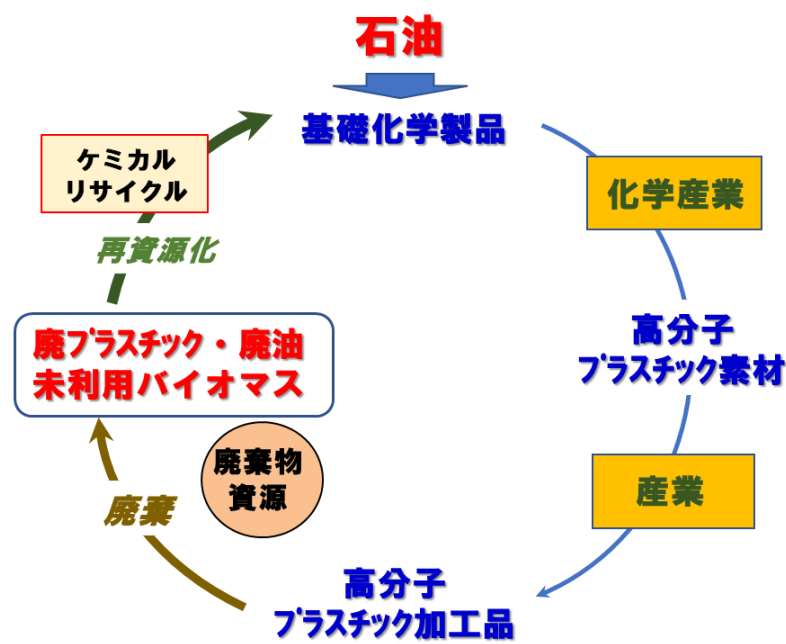 石油
基礎化学製品
ケミカル
リサイクル
化学産業
再資源化
廃プラスチック・廃油
未利用バイオマス
高分子
プラスチック素材
廃棄物
資源
産業
廃棄
高分子
プラスチック加工品